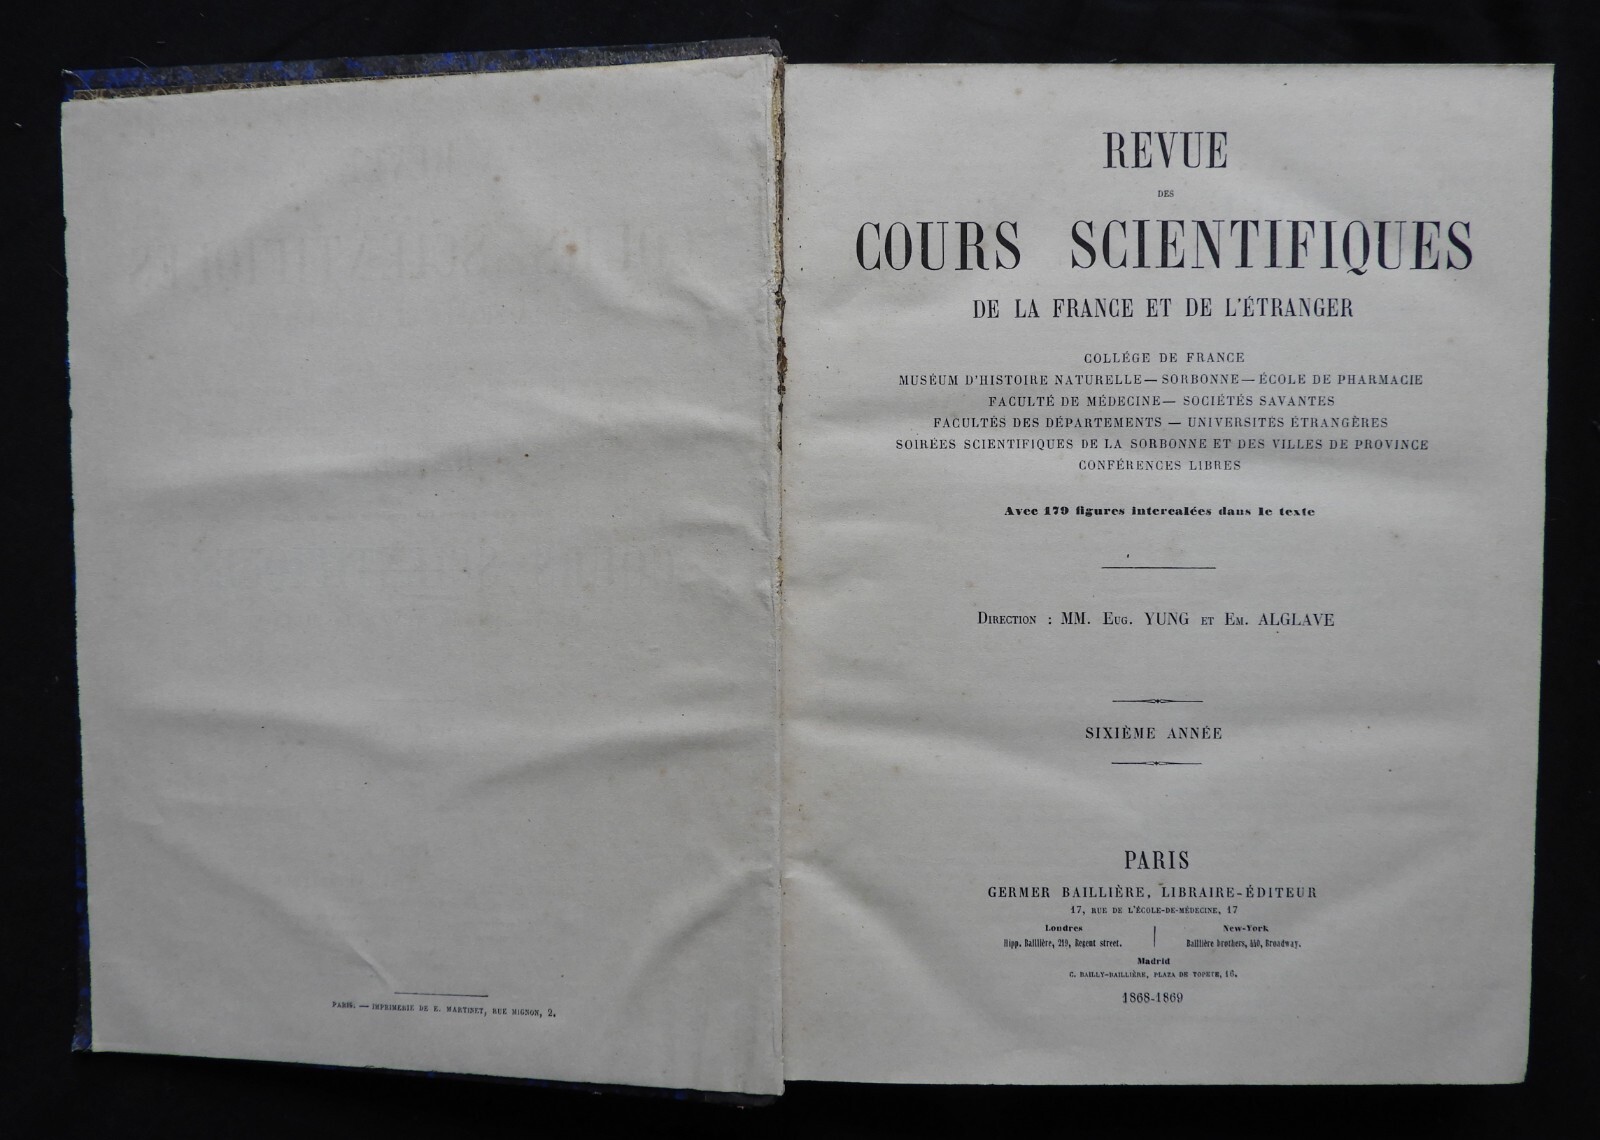 PARIS. — IMPRIMERIE DE E. MARTINET, RUE MIGNON, 2.
REVUE
DES
COURS SCIENTIFIQUES
DE LA FRANCE ET DE L'ÉTRANGER
COLLÉGE DE FRANCE
MUSÉUM D'HISTOIRE NATURELLE — SORBONNE — ÉCOLE DE PHARMACIE
FACULTÉ DE MÉDECINE — SOCIÉTÉS SAVANTES
FACULTÉS DES DÉPARTEMENTS — UNIVERSITÉS ÉTRANGÈRES
SOIRÉES SCIENTIFIQUES DE LA SORBONNE ET DES VILLES DE PROVINCE
CONFÉRENCES LIBRES
Avec 179 figures intercalées dans le texte
DIRECTION : MM. EUG. YUNG ET EM. ALGLAVE
SIXIÈME ANNÉE
PARIS
GERMER BAILLIÈRE, LIBRAIRE-ÉDITEUR
17, RUE DE L'ÉCOLE-DE-MÉDECINE, 17
Londres
Hipp. Baillière, 219, Regent street.
New-York
Baillière brothers, 440, Broadway.
Madrid
C. BAILLY-BAILLIÈRE, PLAZA DE TOPETE, 16.
1868-1869